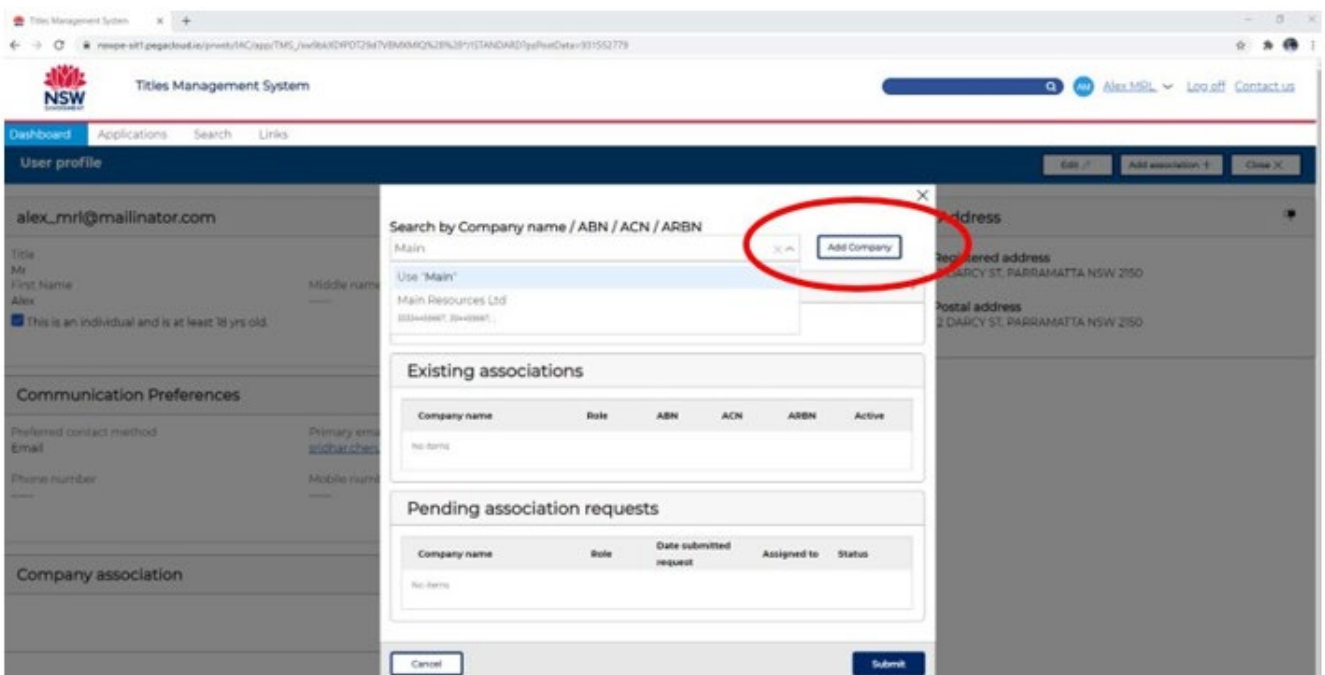 Titles Management System
NSW
GOVERNMENT
Titles Management System
Alex MRL
Log off
Contact us
Dashboard
Applications
Search
Links
User profile
Edit
Add association +
Close X
alex_mrl@mailinator.com
Title
Mr
First Name
Alex
Middle name
This is an individual and is at least 18 yrs old.
Communication Preferences
Preferred contact method
Email
Primary ema
Phone number
Mobile numb
Company association
Search by Company name / ABN / ACN / ARBN
Main
Add Company
Use "Main"
Main Resources Ltd
Existing associations
Company name Role ABN ACN ARBN Active
No items
Pending association requests
Company name Role Date submitted request Assigned to Status
No items
Cancel
Submit
Address
Registered address
DARCY ST, PARRAMATTA NSW 2150
Postal address
2 DARCY ST, PARRAMATTA NSW 2150